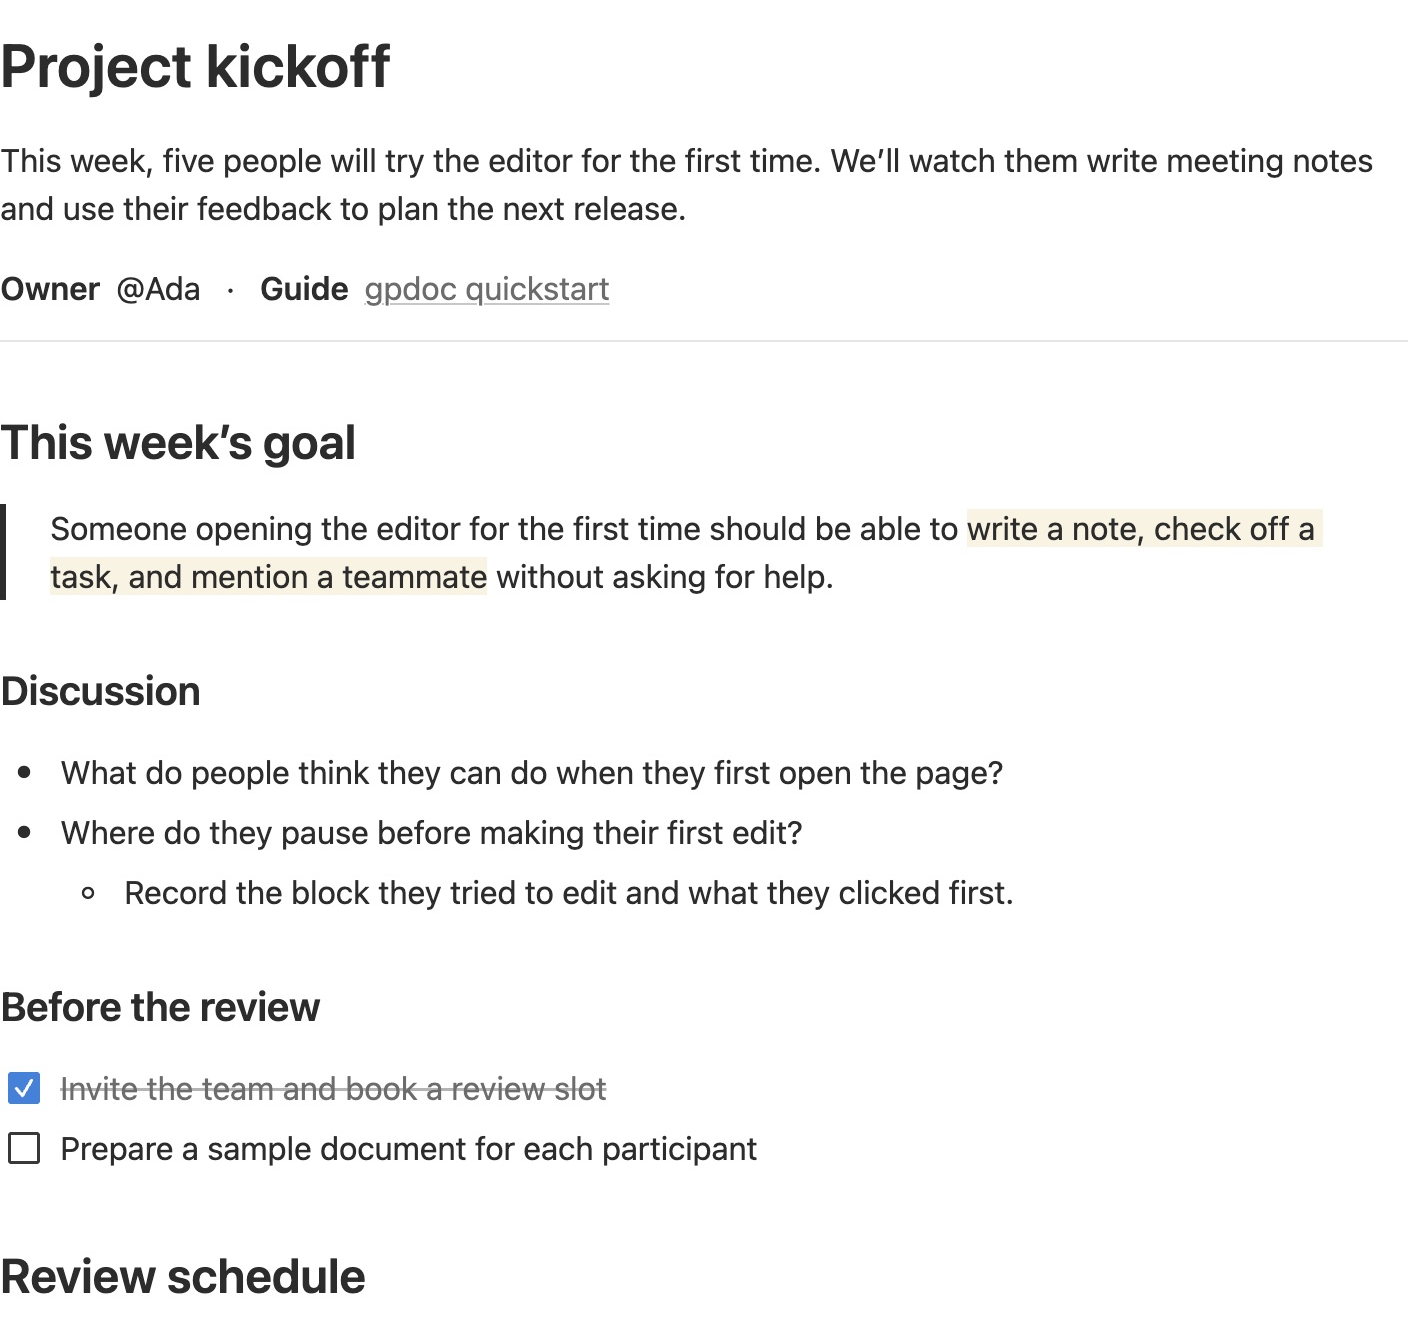 Project kickoff
This week, five people will try the editor for the first time. We’ll watch them write meeting notes
and use their feedback to plan the next release.
Owner @Ada · Guide gpdoc quickstart
This week’s goal
Someone opening the editor for the first time should be able to write a note, check off a
task, and mention a teammate without asking for help.
Discussion
What do people think they can do when they first open the page?
Where do they pause before making their first edit?
Record the block they tried to edit and what they clicked first.
Before the review
Invite the team and book a review slot
Prepare a sample document for each participant
Review schedule